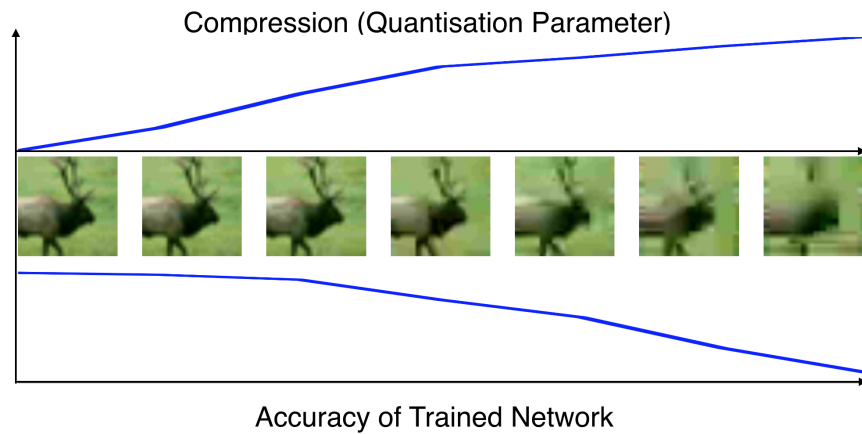 Compression (Quantisation Parameter)
Accuracy of Trained Network